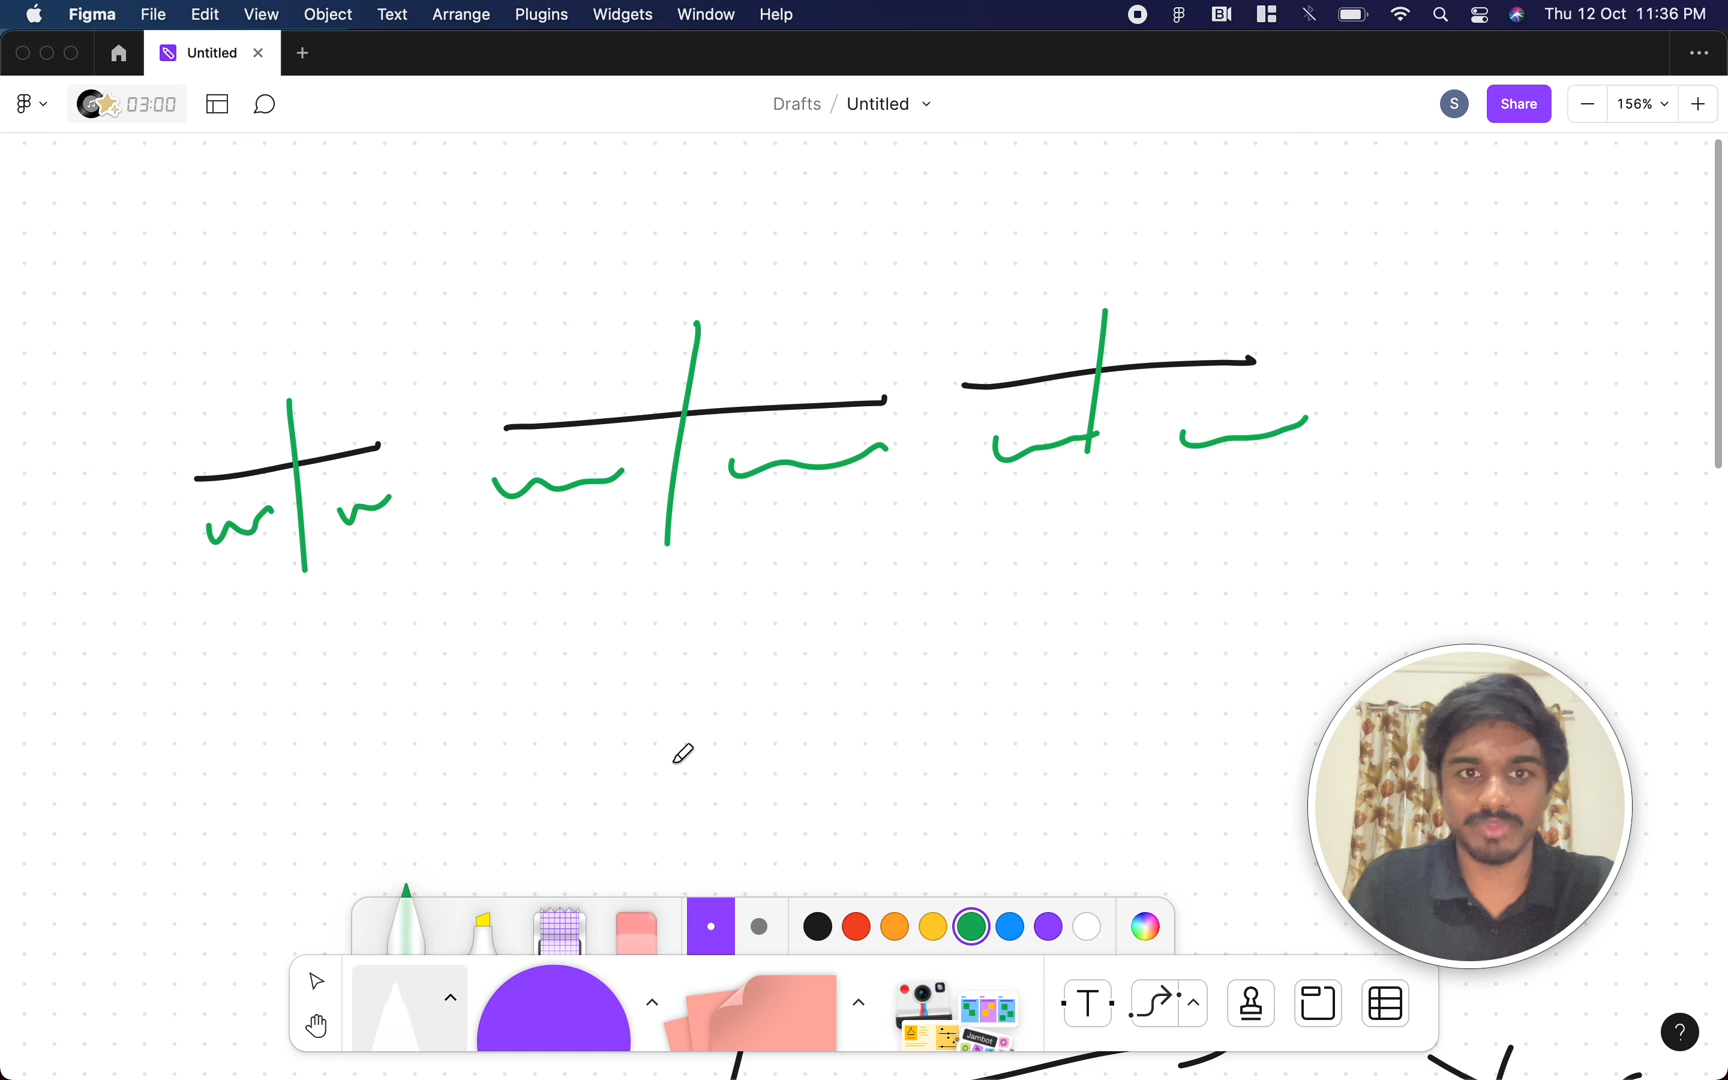 Figma File Edit View Object Text Arrange Plugins Widgets Window Help Thu 12 Oct 11:36 PM
Untitled
03:00 Drafts / Untitled S Share 156%
T
Jambot
?